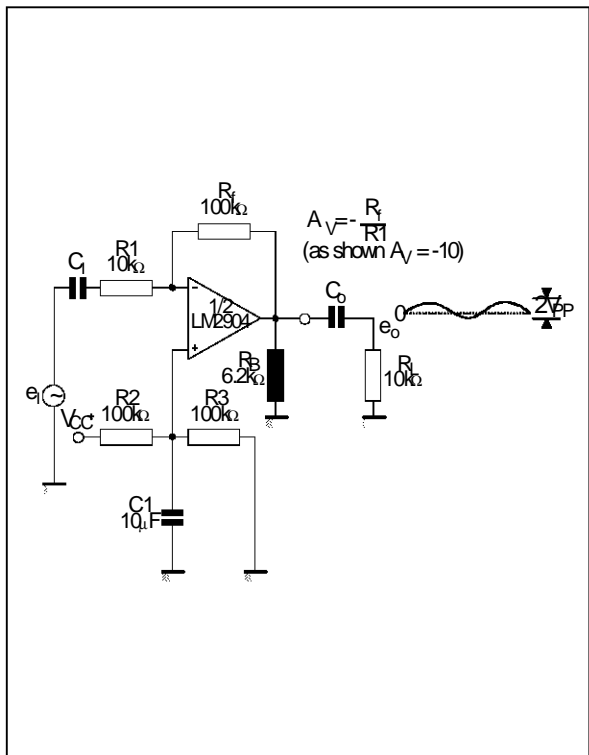 Rf
100kΩ
AV = - Rf
R1
(as shown AV = -10)
CI
R1
10kΩ
1/2
LM2904
Co
0
2VPP
eo
RB
6.2kΩ
RL
10kΩ
eI
~
VCC+
R2
100kΩ
R3
100kΩ
C1
10μF